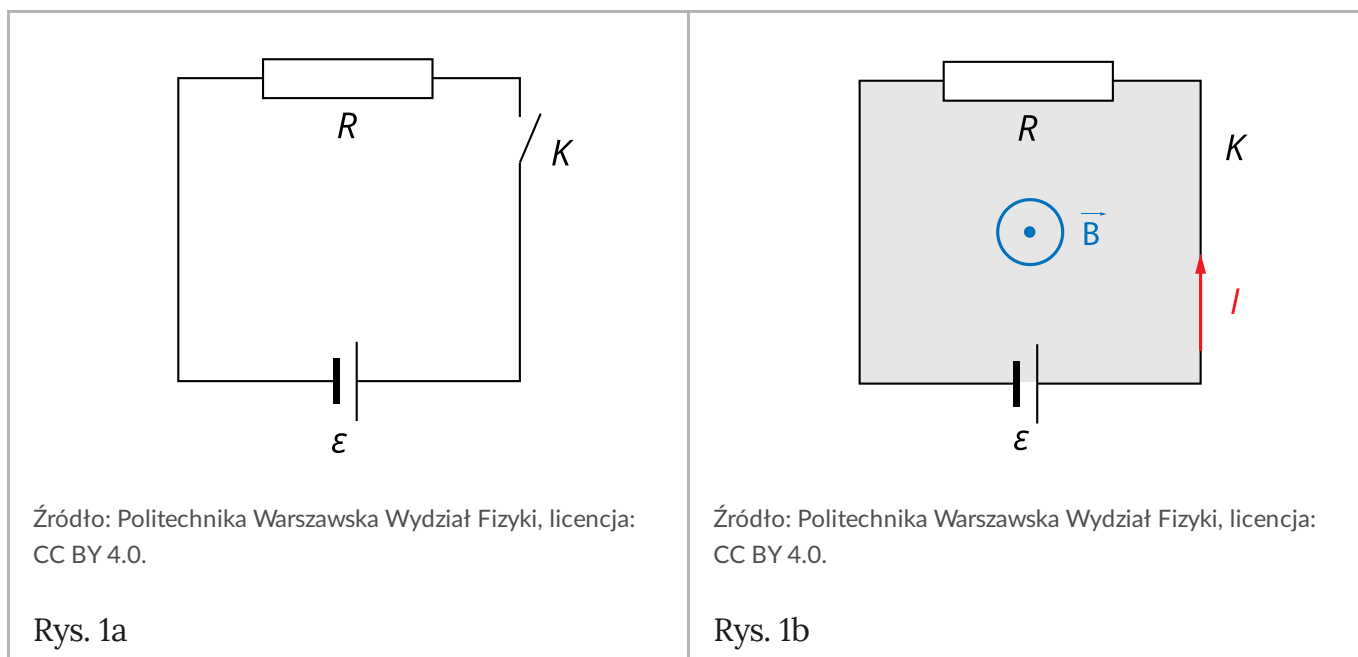 R
K
ε
Źródło: Politechnika Warszawska Wydział Fizyki, licencja:
CC BY 4.0.
Rys. 1a
R
K
B
I
ε
Źródło: Politechnika Warszawska Wydział Fizyki, licencja:
CC BY 4.0.
Rys. 1b